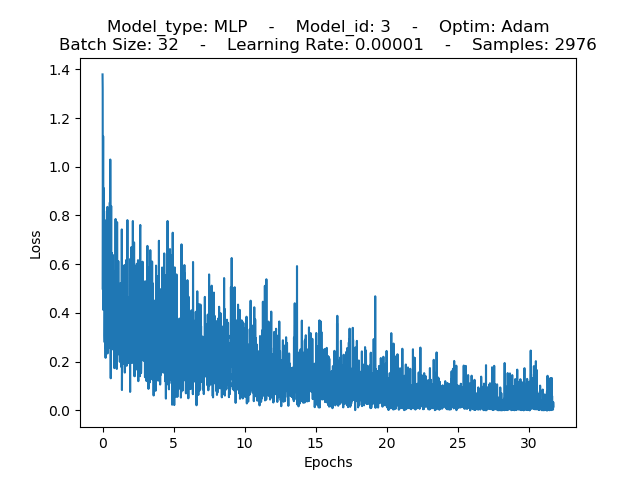 Model_type: MLP - Model_id: 3 - Optim: Adam
Batch Size: 32 - Learning Rate: 0.00001 - Samples: 2976
1.4
1.2
1.0
0.8
0.6
0.4
0.2
0.0
Loss
0 5 10 15 20 25 30
Epochs